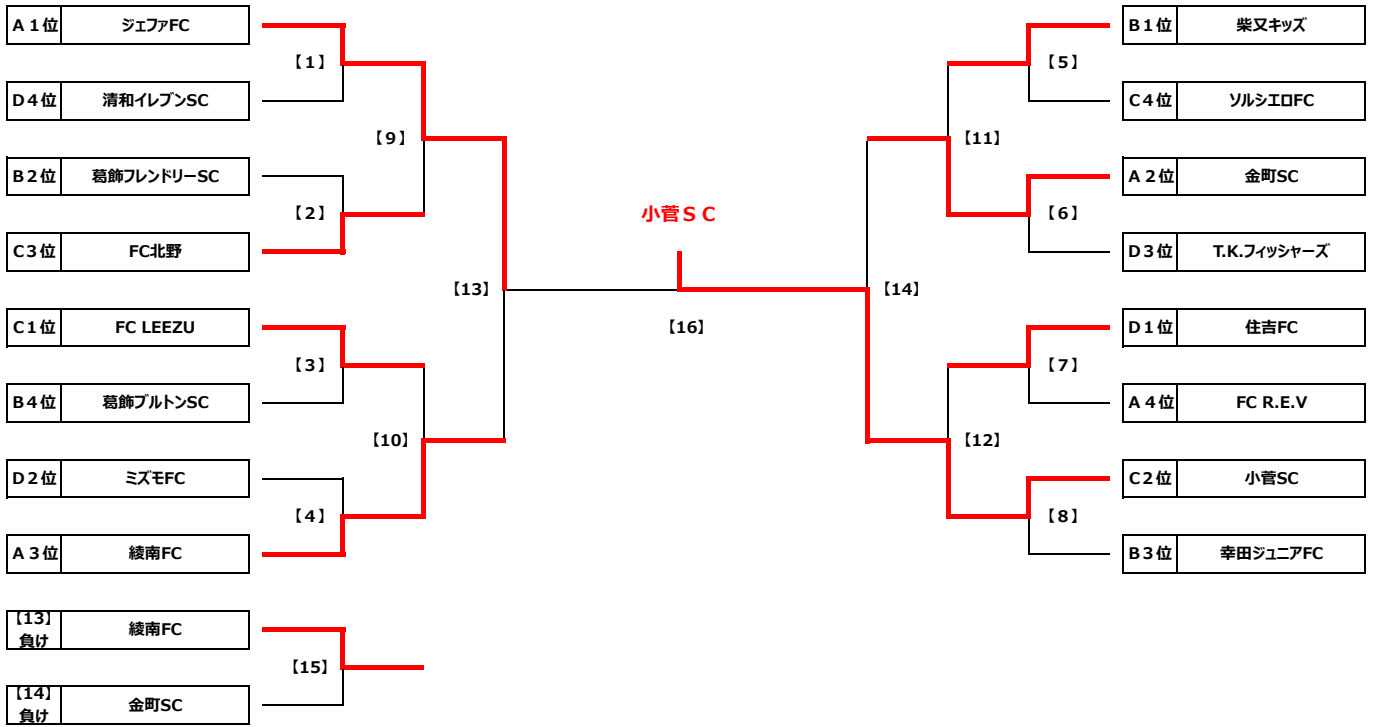 A1位 ジェファFC
【1】
D4位 清和イレブンSC
【9】
B2位 葛飾フレンドリーSC
【2】
C3位 FC北野
【13】
C1位 FC LEEZU
【3】
B4位 葛飾ブルトンSC
【10】
D2位 ミズモFC
【4】
A3位 綾南FC
【13】負け 綾南FC
【15】
【14】負け 金町SC
小菅ＳＣ
【16】
B1位 柴又キッズ
【5】
C4位 ソルシエロFC
【11】
A2位 金町SC
【6】
D3位 T.K.フィッシャーズ
【14】
D1位 住吉FC
【7】
A4位 FC R.E.V
【12】
C2位 小菅SC
【8】
B3位 幸田ジュニアFC